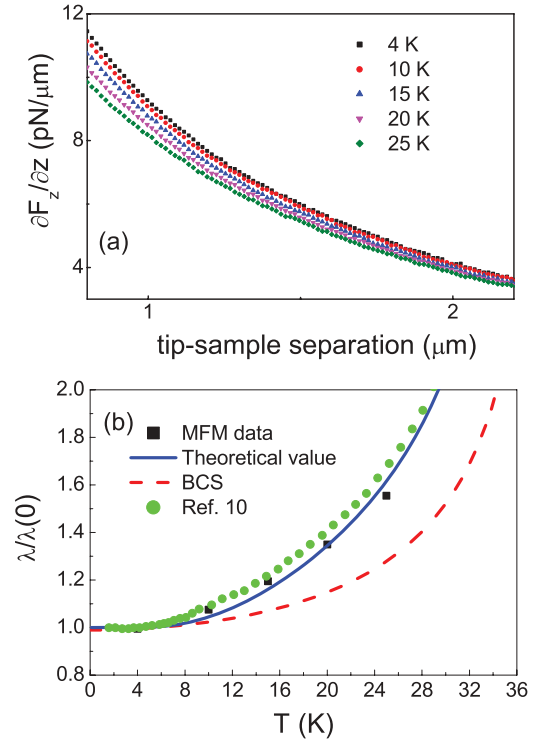 12
8
4
∂F_z/∂z (pN/μm)
4 K
10 K
15 K
20 K
25 K
(a)
1 2
tip-sample separation (μm)
2.0
1.8
1.6
1.4
1.2
1.0
0.8
λ/λ(0)
(b)
MFM data
Theoretical value
BCS
Ref. 10
0 4 8 12 16 20 24 28 32 36
T (K)